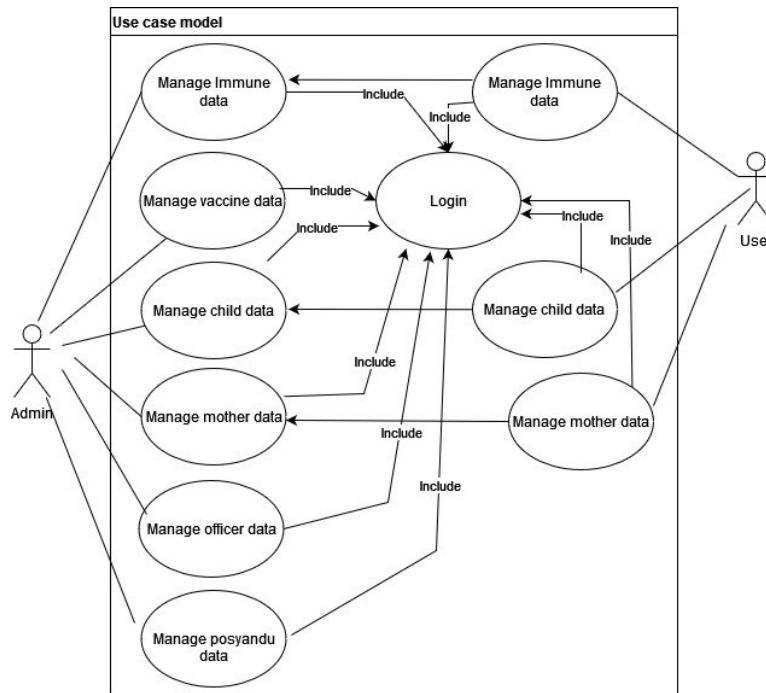 Use case model
Manage Immune
data
Manage Immune
data
Include
Include
Manage vaccine data
Include
Login
Include
Include
Include
User
Manage child data
Manage child data
Include
Admin
Manage mother data
Manage mother data
Include
Include
Manage officer data
Manage posyandu
data